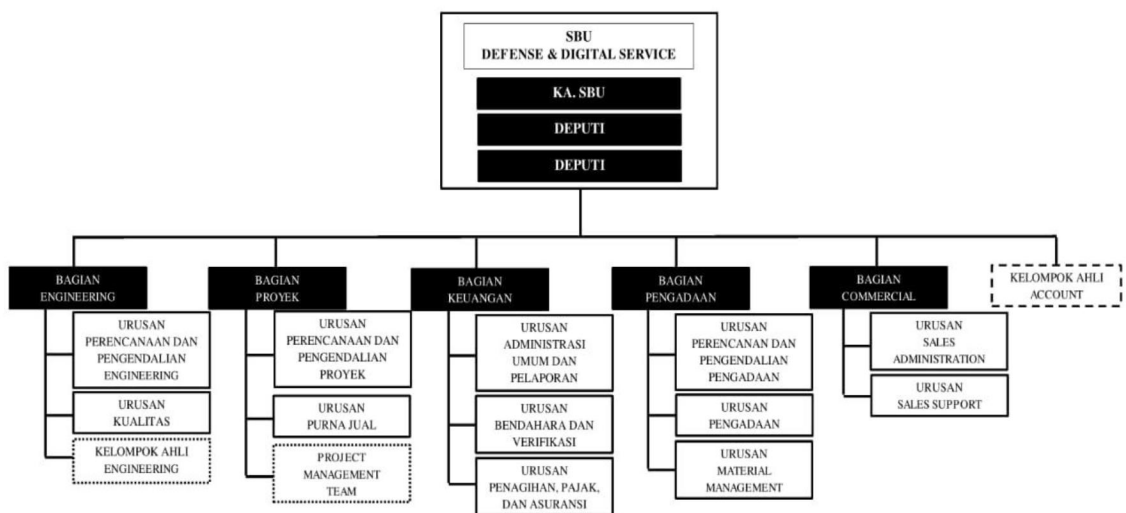 SBU
DEFENSE & DIGITAL SERVICE
KA. SBU
DEPUTI
DEPUTI
BAGIAN
ENGINEERING
URUSAN
PERENCANAAN DAN
PENGENDALIAN
ENGINEERING
URUSAN
KUALITAS
KELOMPOK AHLI
ENGINEERING
BAGIAN
PROYEK
URUSAN
PERENCANAAN DAN
PENGENDALIAN
PROYEK
URUSAN
PURNA JUAL
PROJECT
MANAGEMENT
TEAM
BAGIAN
KEUANGAN
URUSAN
ADMINISTRASI
UMUM DAN
PELAPORAN
URUSAN
BENDAHARA DAN
VERIFIKASI
URUSAN
PENAGIHAN, PAJAK,
DAN ASURANSI
BAGIAN
PENGADAAN
URUSAN
PERENCANAN DAN
PENGENDALIAN
PENGADAAN
URUSAN
PENGADAAN
URUSAN
MATERIAL
MANAGEMENT
BAGIAN
COMMERCIAL
URUSAN
SALES
ADMINISTRATION
URUSAN
SALES SUPPORT
KELOMPOK AHLI
ACCOUNT